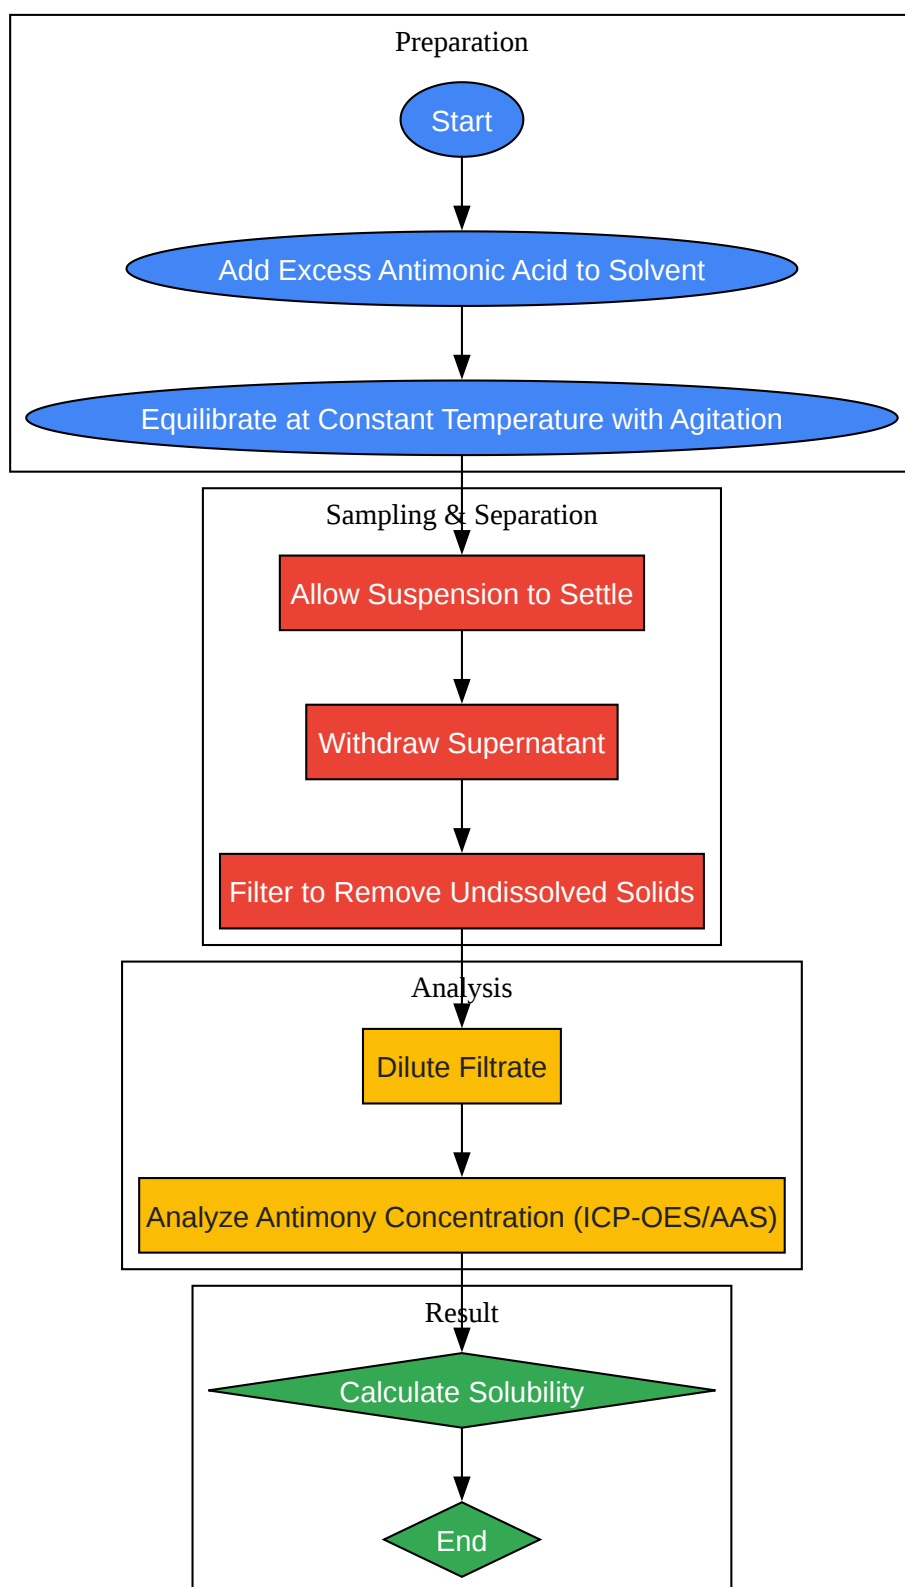 Preparation
Start
Add Excess Antimonic Acid to Solvent
Equilibrate at Constant Temperature with Agitation
Sampling & Separation
Allow Suspension to Settle
Withdraw Supernatant
Filter to Remove Undissolved Solids
Analysis
Dilute Filtrate
Analyze Antimony Concentration (ICP-OES/AAS)
Result
Calculate Solubility
End